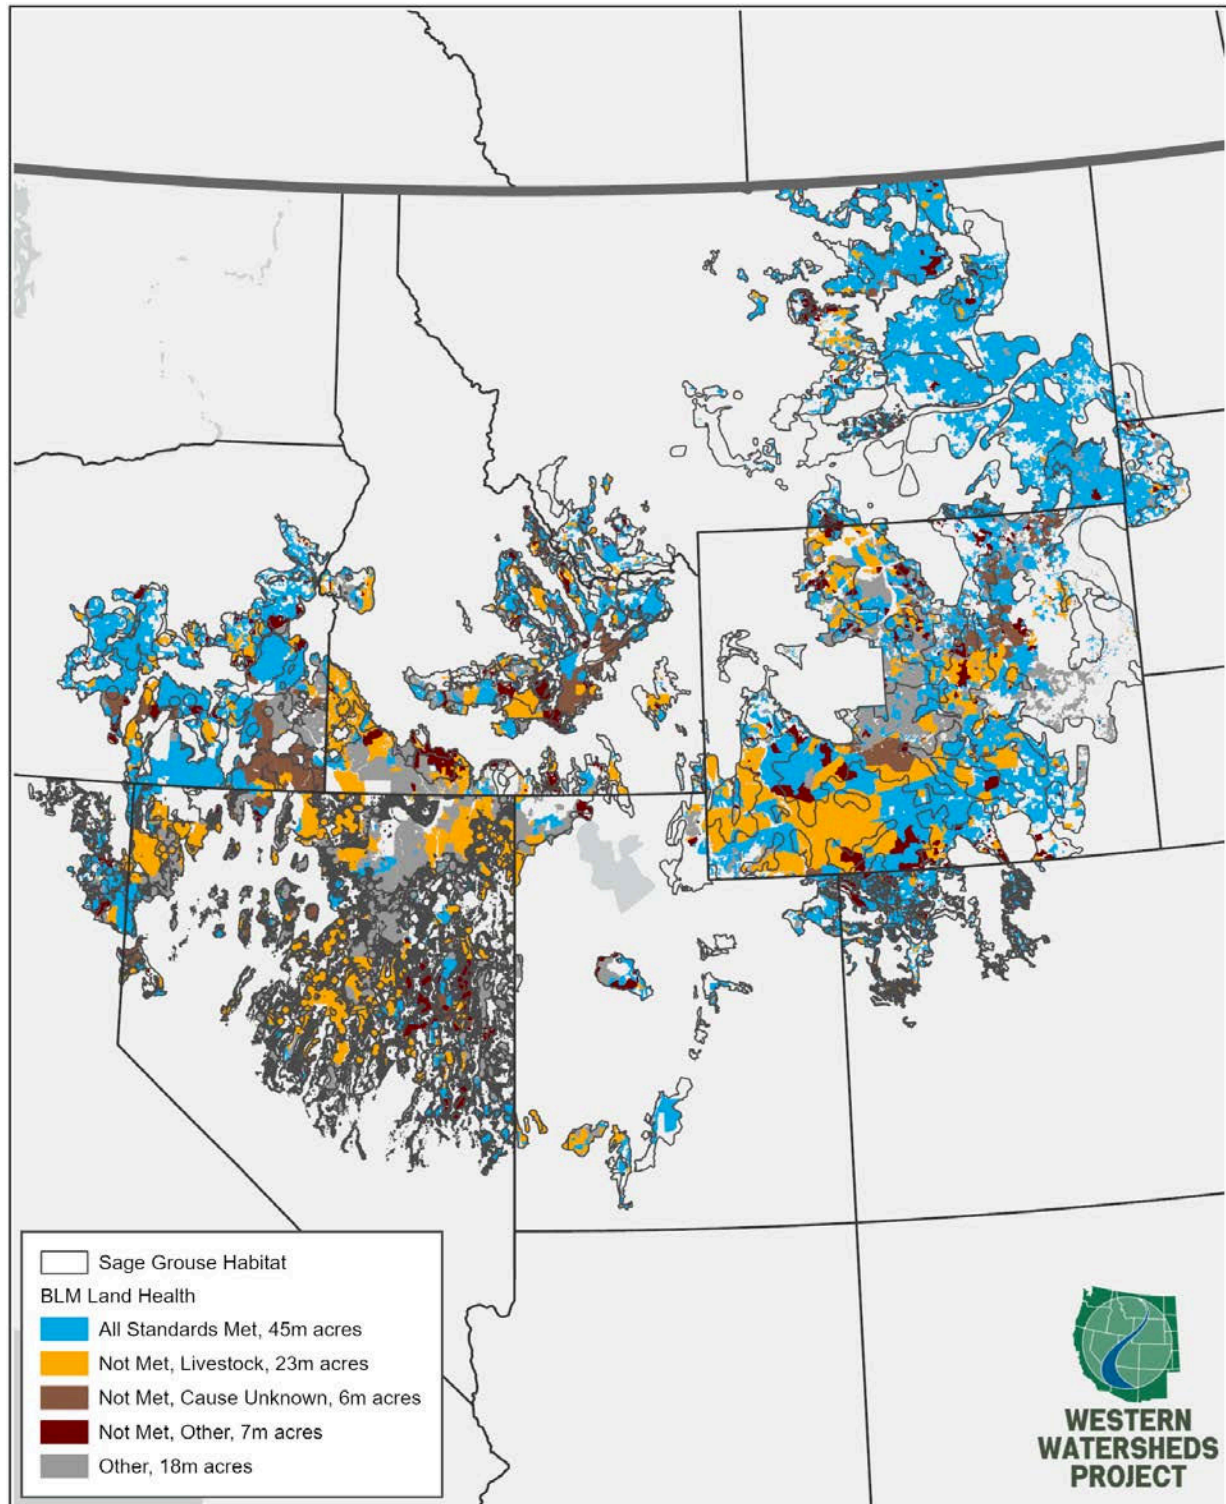 Sage Grouse Habitat
BLM Land Health
All Standards Met, 45m acres
Not Met, Livestock, 23m acres
Not Met, Cause Unknown, 6m acres
Not Met, Other, 7m acres
Other, 18m acres
WESTERN
WATERSHEDS
PROJECT